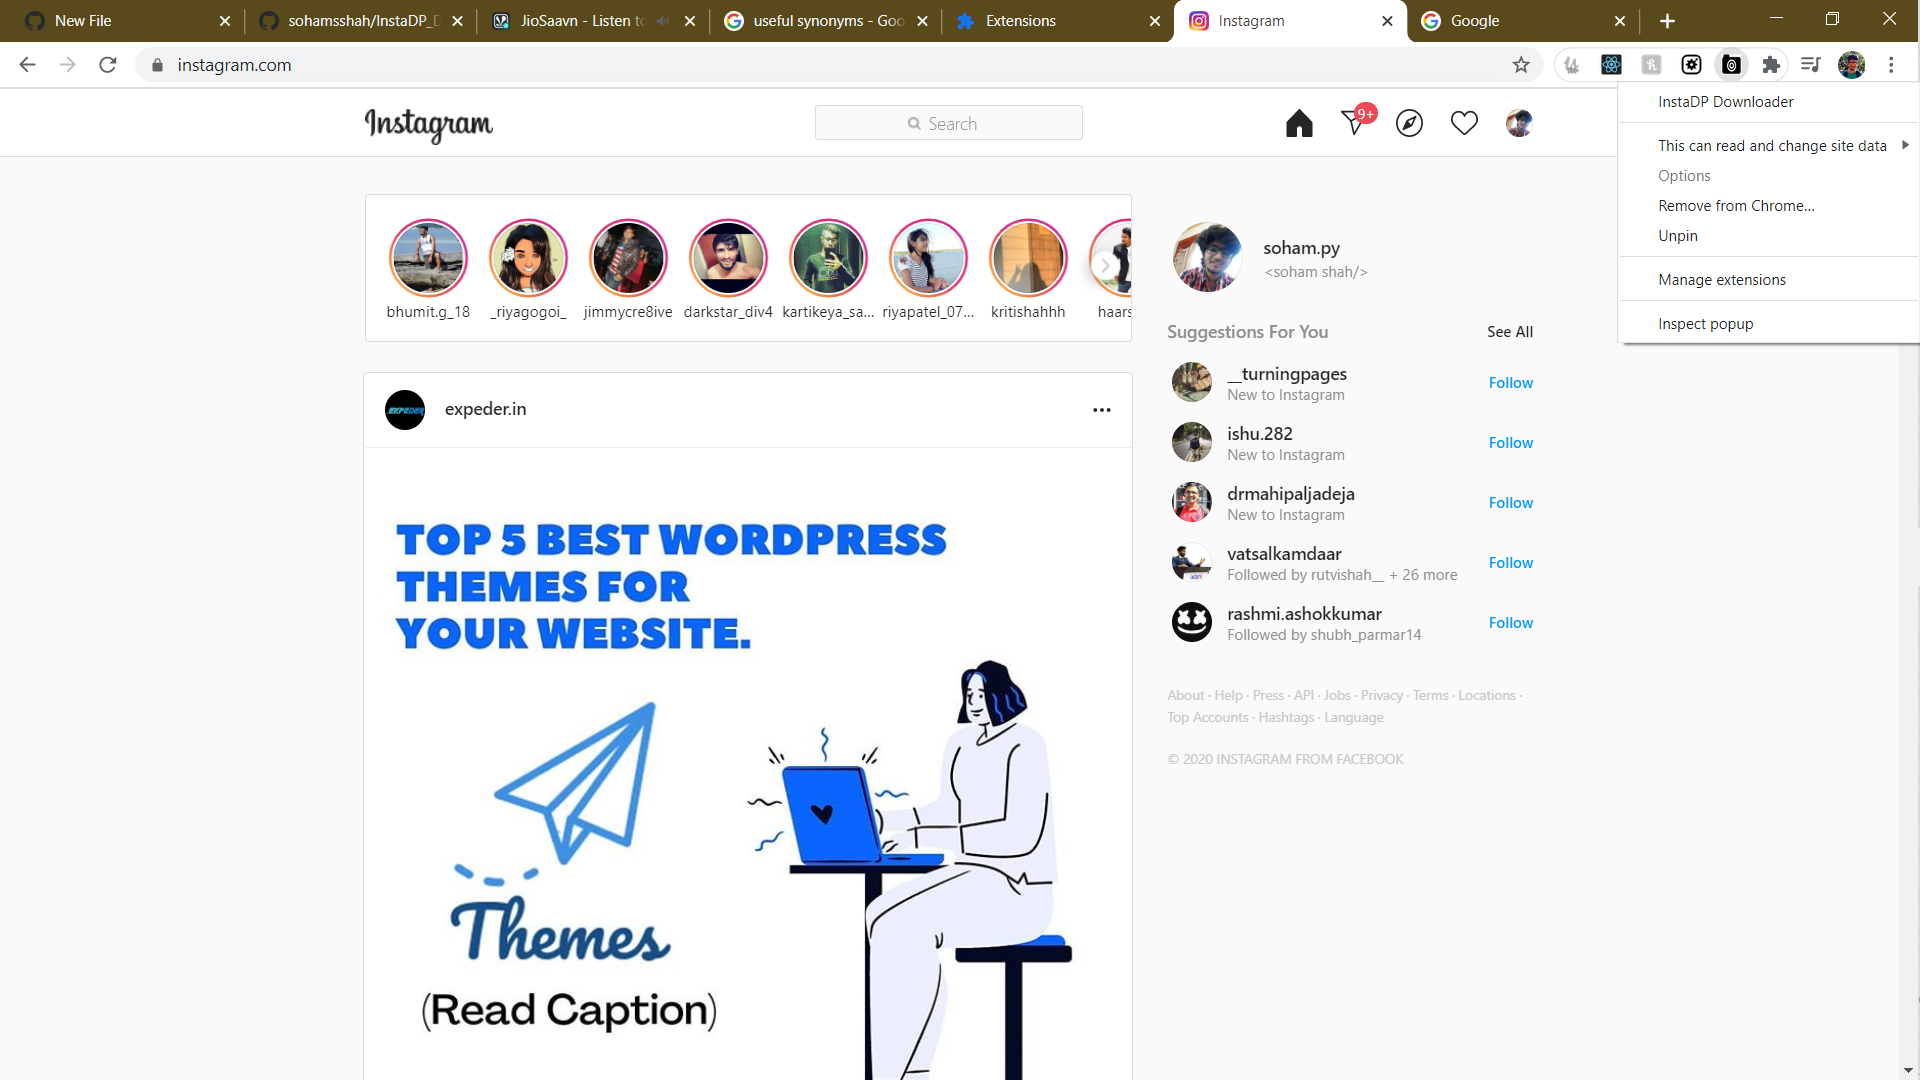 New File
sohamsshah/InstaDP_D
JioSaavn - Listen to
useful synonyms - Goo
Extensions
Instagram
Google
instagram.com
InstaDP Downloader
This can read and change site data
Options
Remove from Chrome...
Unpin
Manage extensions
Inspect popup
Instagram
Search
9+
bhumit.g_18
_riyagogoi_
jimmycre8ive
darkstar_div4
kartikeya_sa...
riyapatel_07...
kritishahhh
haars
soham.py
<soham shah/>
Suggestions For You
See All
__turningpages
New to Instagram
Follow
ishu.282
New to Instagram
Follow
drmahipaljadeja
New to Instagram
Follow
vatsalkamdaar
Followed by rutvishah__ + 26 more
Follow
rashmi.ashokkumar
Followed by shubh_parmar14
Follow
About · Help · Press · API · Jobs · Privacy · Terms · Locations ·
Top Accounts · Hashtags · Language
© 2020 INSTAGRAM FROM FACEBOOK
EXPEDER
expeder.in
TOP 5 BEST WORDPRESS
THEMES FOR
YOUR WEBSITE.
Themes
(Read Caption)